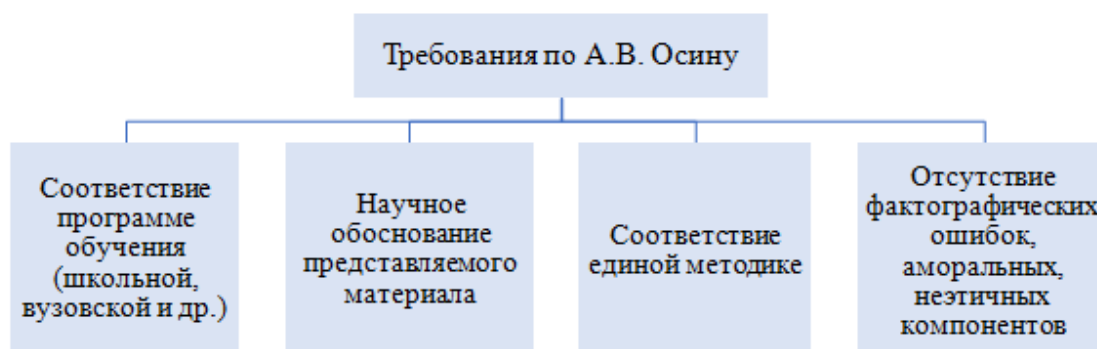 Требования по А.В. Осину
Соответствие
программе
обучения
(школьной,
вузовской и др.)
Научное
обоснование
представляемого
материала
Соответствие
единой методике
Отсутствие
фактографических
ошибок,
аморальных,
неэтичных
компонентов